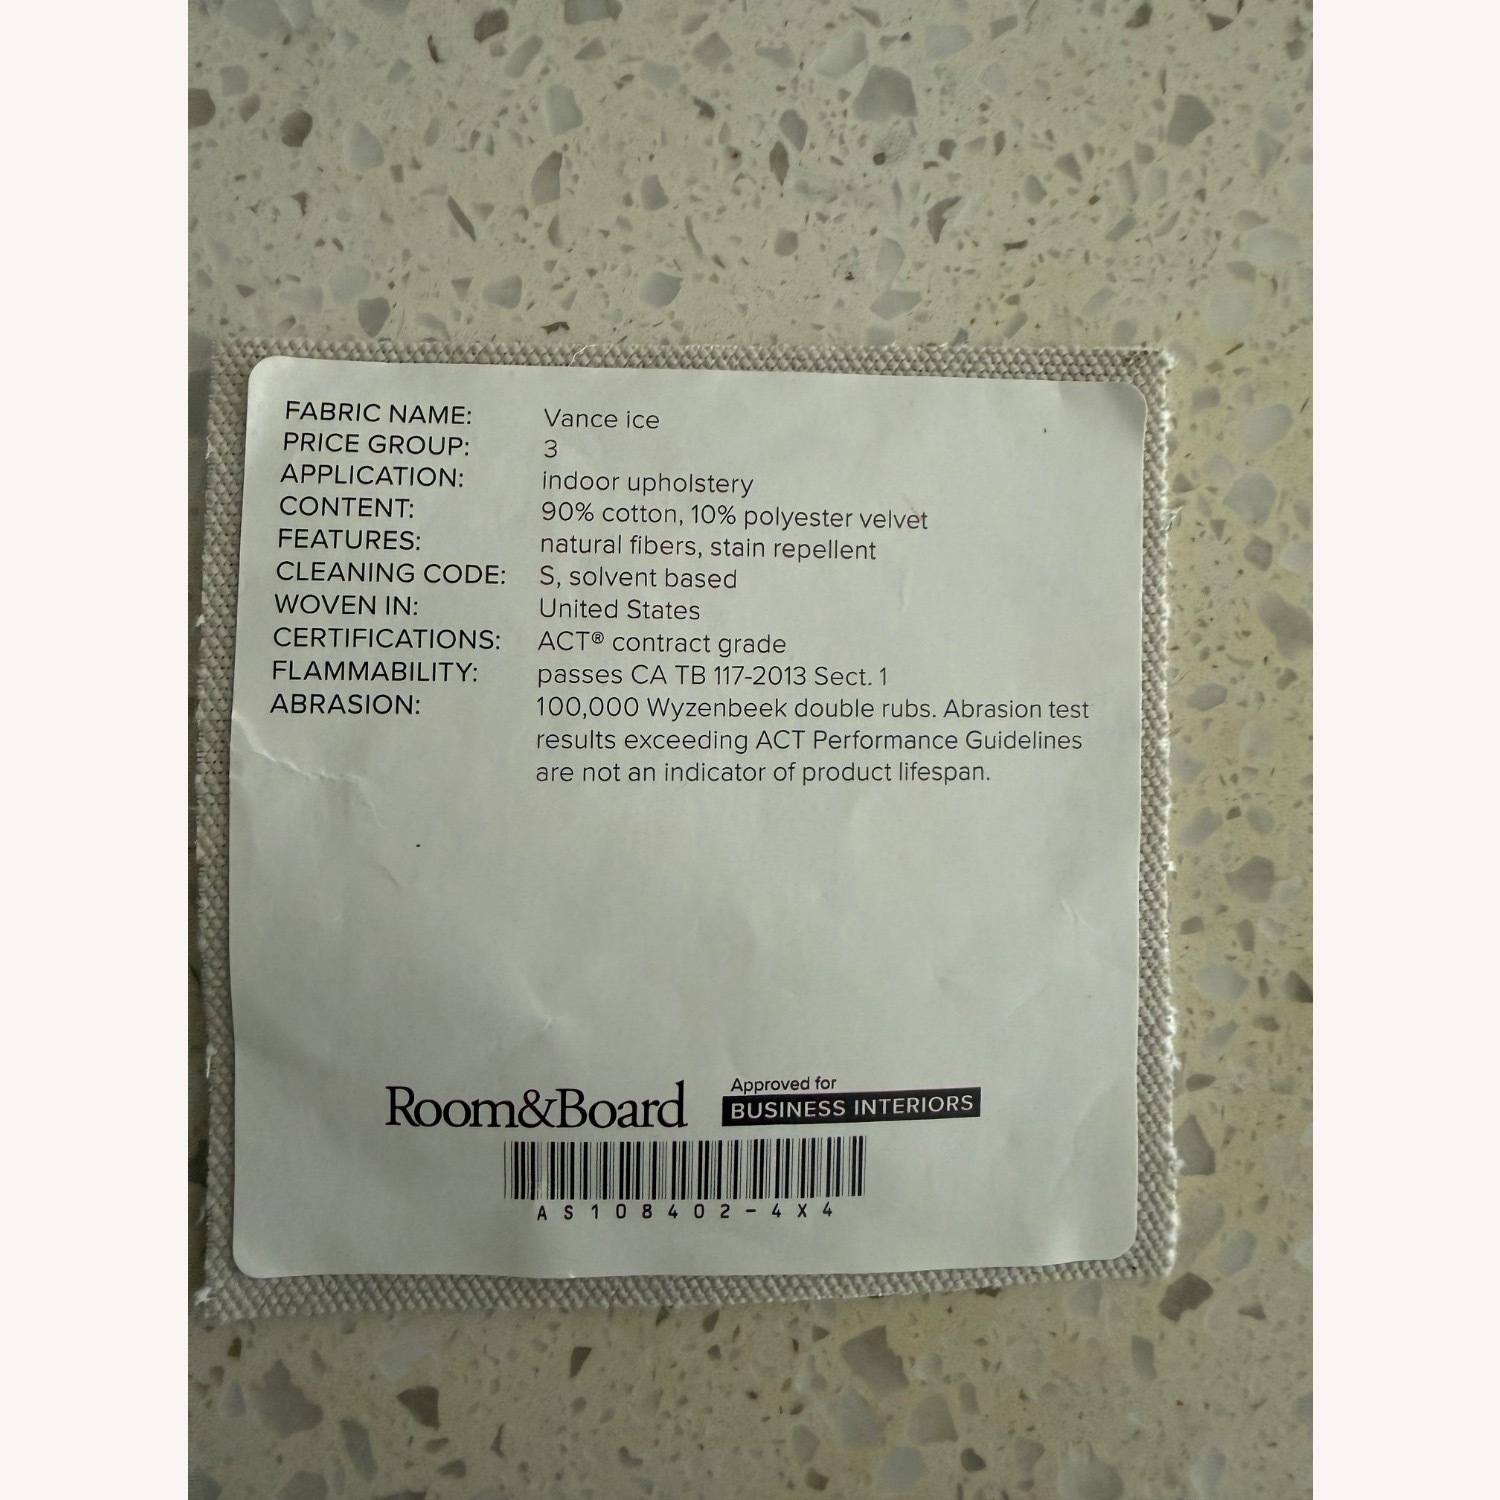 FABRIC NAME: Vance ice
PRICE GROUP: 3
APPLICATION: indoor upholstery
CONTENT: 90% cotton, 10% polyester velvet
FEATURES: natural fibers, stain repellent
CLEANING CODE: S, solvent based
WOVEN IN: United States
CERTIFICATIONS: ACT® contract grade
FLAMMABILITY: passes CA TB 117-2013 Sect. 1
ABRASION: 100,000 Wyzenbeek double rubs. Abrasion test
results exceeding ACT Performance Guidelines
are not an indicator of product lifespan.
Room&Board
Approved for
BUSINESS INTERIORS
AS108402-4X4